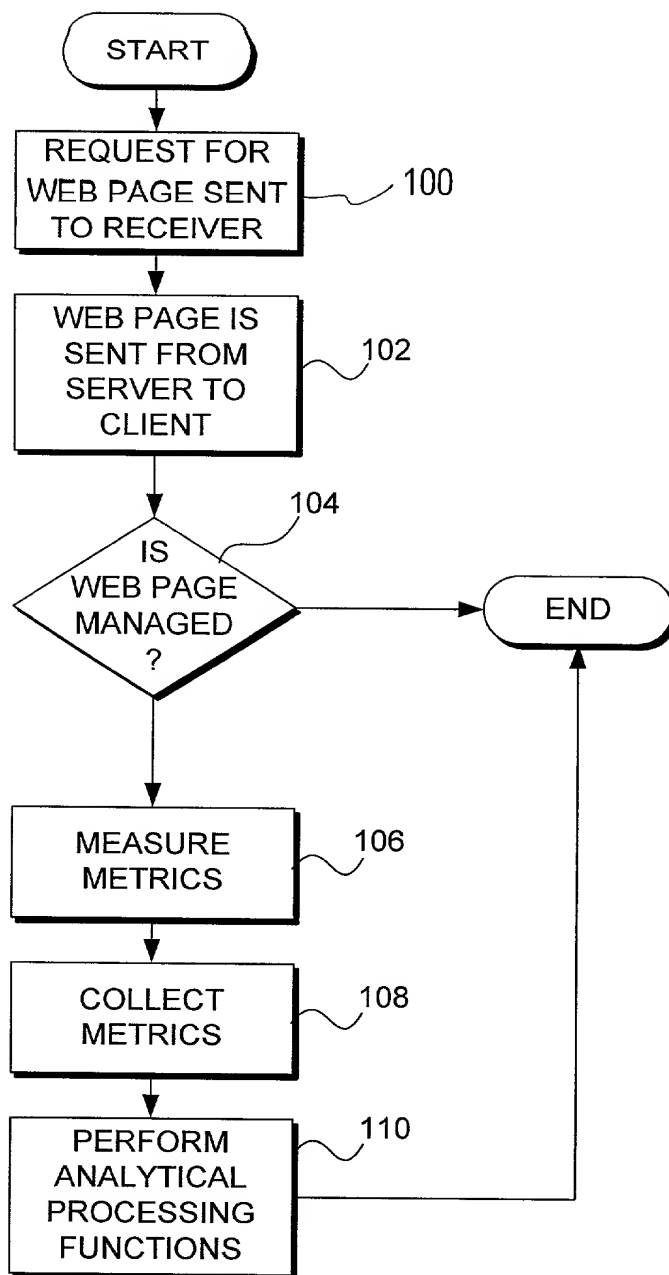 START
REQUEST FOR
WEB PAGE SENT
TO RECEIVER
100
WEB PAGE IS
SENT FROM
SERVER TO
CLIENT
102
104
IS
WEB PAGE
MANAGED
?
END
MEASURE
METRICS
106
COLLECT
METRICS
108
PERFORM
ANALYTICAL
PROCESSING
FUNCTIONS
110